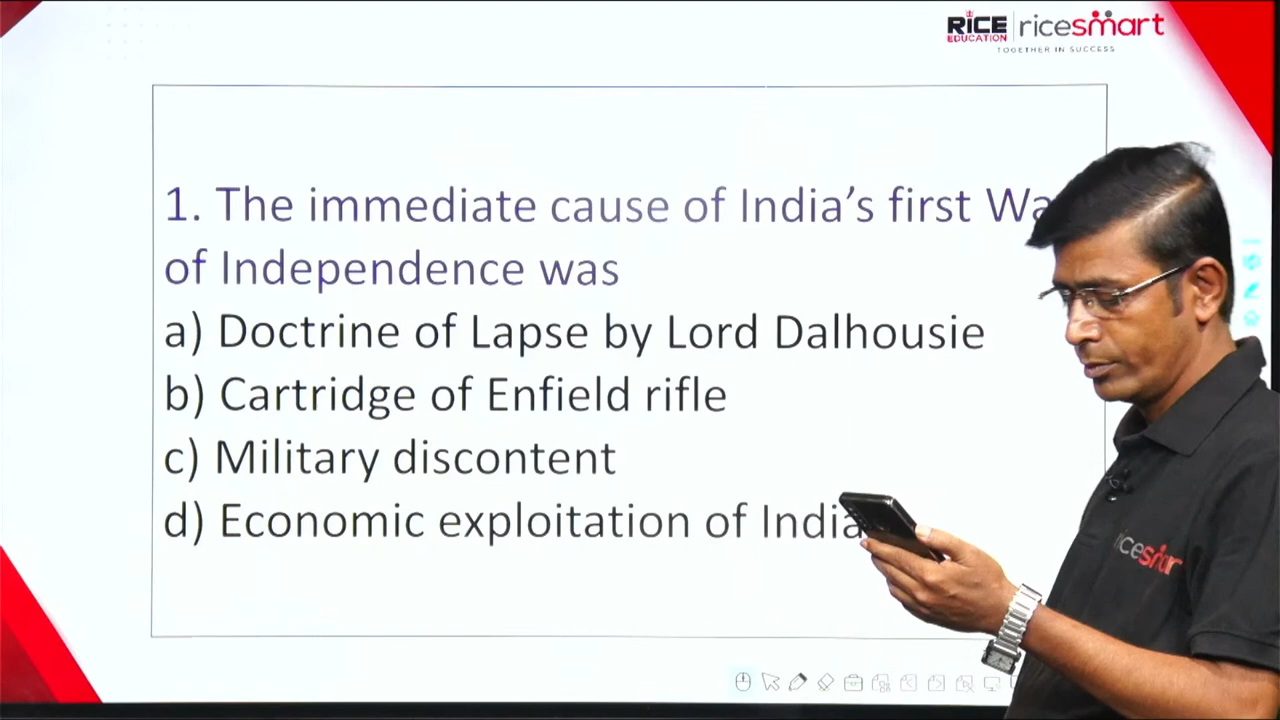 RICE EDUCATION ricesmart
TOGETHER IN SUCCESS
1. The immediate cause of India's first
of Independence was
a) Doctrine of Lapse by Lord Dalhousie
b) Cartridge of Enfield rifle
c) Military discontent
d) Economic exploitation of India
ricesmart